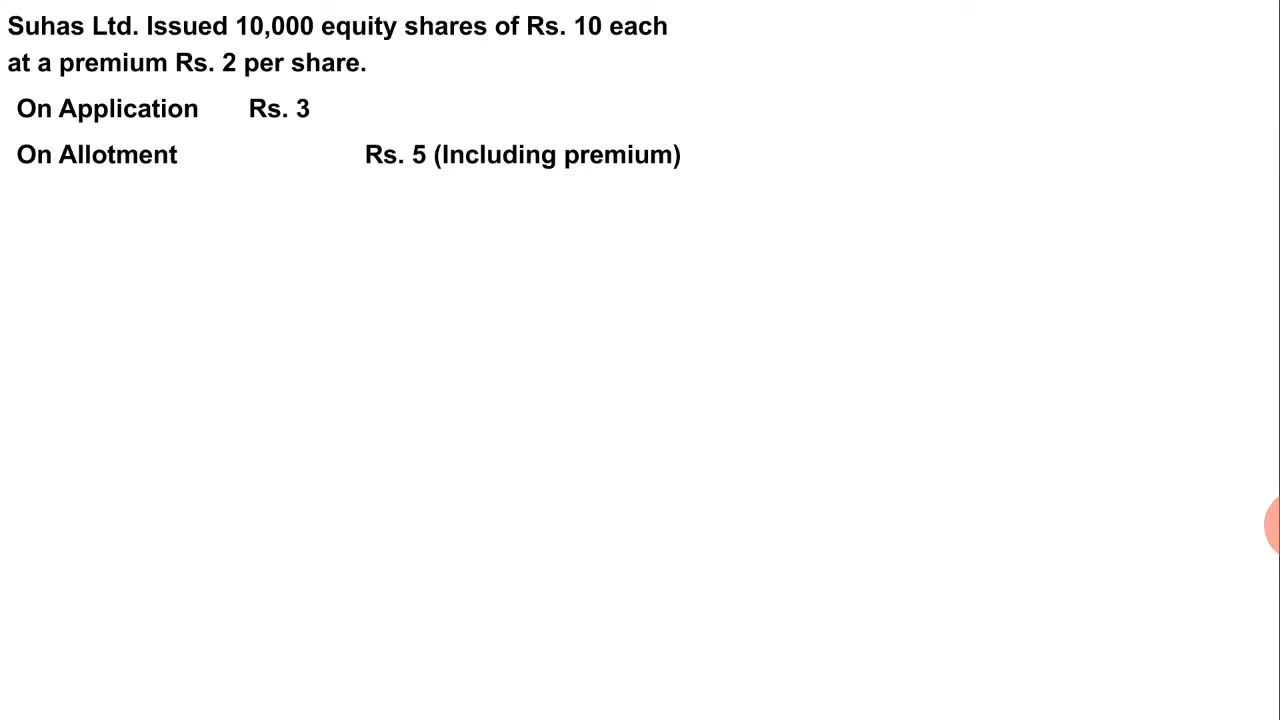 Suhas Ltd. Issued 10,000 equity shares of Rs. 10 each
at a premium Rs. 2 per share.
On Application Rs. 3
On Allotment Rs. 5 (Including premium)